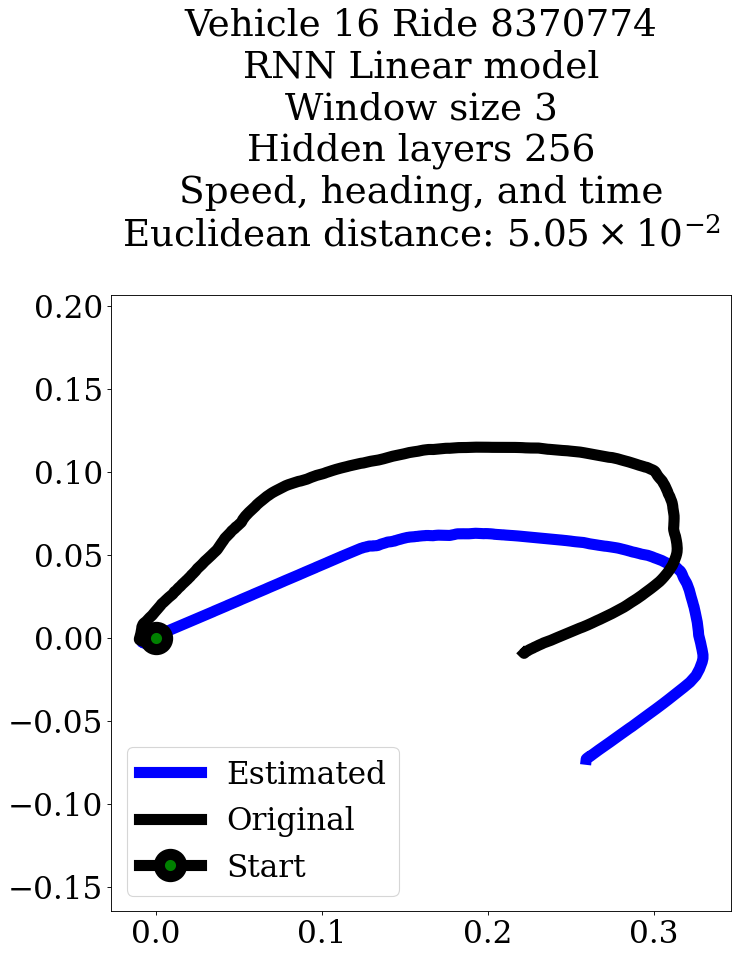 Vehicle 16 Ride 8370774
RNN Linear model
Window size 3
Hidden layers 256
Speed, heading, and time
Euclidean distance: 5.05 × 10⁻²
0.20
0.15
0.10
0.05
0.00
−0.05
−0.10
−0.15
Estimated
Original
Start
0.0 0.1 0.2 0.3